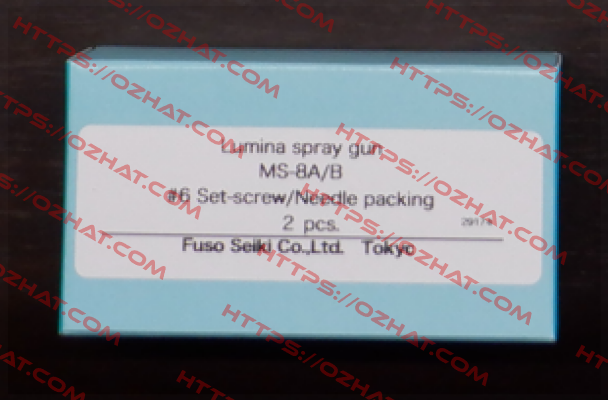 Lumina spray gun
MS-8A/B
#6 Set-screw/Needle packing
2 pcs.
Fuso Seiki Co.,Ltd. Tokyo
HTTPS://OZHAT.COM